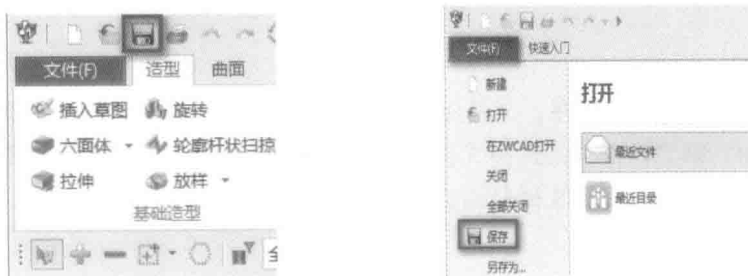 文件(F) 造型 曲面
插入草图 旋转
六面体 轮廓杆状扫掠
拉伸 放样
基础造型
文件(F) 快速入门
新建
打开
在ZWCAD打开
关闭
全部关闭
保存
另存为...
打开
最近文件
最近目录